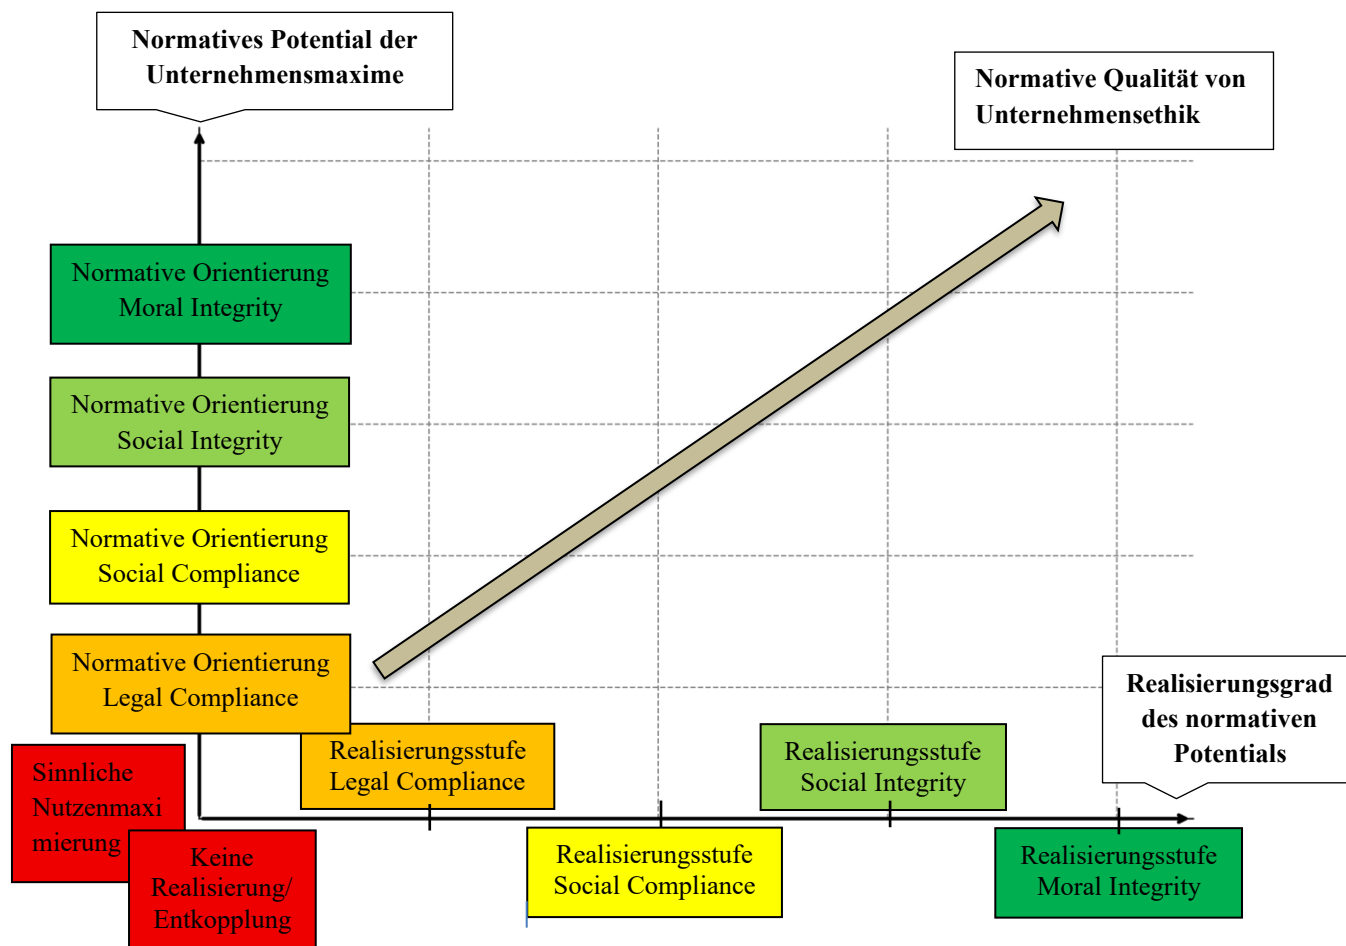 Normatives Potential der
Unternehmensmaxime
Normative Qualität von
Unternehmensethik
Normative Orientierung
Moral Integrity
Normative Orientierung
Social Integrity
Normative Orientierung
Social Compliance
Normative Orientierung
Legal Compliance
Realisierungsgrad
des normativen
Potentials
Sinnliche
Nutzenmaxi
mierung
Realisierungsstufe
Legal Compliance
Realisierungsstufe
Social Integrity
Keine
Realisierung/
Entkopplung
Realisierungsstufe
Social Compliance
Realisierungsstufe
Moral Integrity